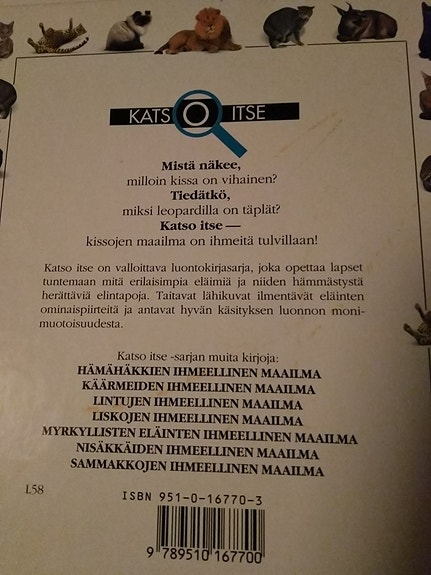 KATSO ITSE
Mistä näkee,
milloin kissa on vihainen?
Tiedätkö,
miksi leopardilla on täplät?
Katso itse —
kissojen maailma on ihmeitä tulvillaan!
Katso itse on valloittava luontokirjasarja, joka opettaa lapset
tuntemaan mitä erilaisimpia eläimiä ja niiden hämmästystä
herättäviä elintapoja. Taitavat lähikuvat ilmentävät eläinten
ominaispiirteitä ja antavat hyvän käsityksen luonnon moni-
muotoisuudesta.
Katso itse -sarjan muita kirjoja:
HÄMÄHÄKKIEN IHMEELLINEN MAAILMA
KÄÄRMEIDEN IHMEELLINEN MAAILMA
LINTUJEN IHMEELLINEN MAAILMA
LISKOJEN IHMEELLINEN MAAILMA
MYRKYLLISTEN ELÄINTEN IHMEELLINEN MAAILMA
NISÄKKÄIDEN IHMEELLINEN MAAILMA
SAMMAKKOJEN IHMEELLINEN MAAILMA
L58
ISBN 951-0-16770-3
9 789510 167700